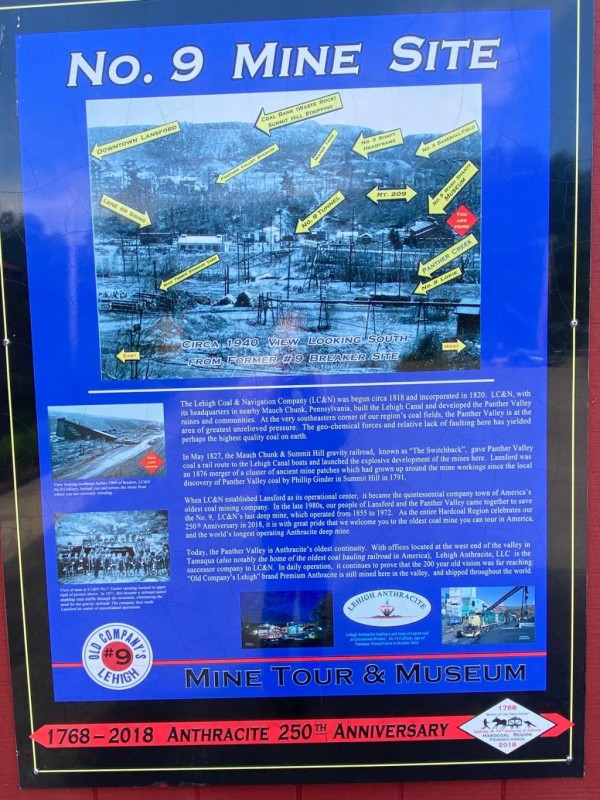 No. 9 Mine Site
Coal Bank (Waste Rock)
Summit Hill Stripping
Downtown Lansford
No. 9 Shaft
Headframe
No. 9 Baseball Field
Panther Valley Stadium
Lane RR Siding
No. 9 Tunnel
Rt. 209
Museum
You
are
here
Panther Creek
No. 9 Lokie
Circa 1940 View Looking South
from Former #9 Breaker Site
East
West
The Lehigh Coal & Navigation Company (LC&N) was begun circa 1818 and incorporated in 1820. LC&N, with
its headquarters in nearby Mauch Chunk, Pennsylvania, built the Lehigh Canal and developed the Panther Valley
mines and communities. At the very southeastern corner of our region's coal fields, the Panther Valley is at the
area of greatest unrelieved pressure. The geo-chemical forces and relative lack of faulting here has yielded
perhaps the highest quality coal on earth.
In May 1827, the Mauch Chunk & Summit Hill gravity railroad, known as "The Switchback", gave Panther Valley
coal a rail route to the Lehigh Canal boats and launched the explosive development of the mines here. Lansford was
an 1876 merger of a cluster of ancient mine patches which had grown up around the mine workings since the local
discovery of Panther Valley coal by Phillip Ginder in Summit Hill in 1791.
When LC&N established Lansford as its operational center, it became the quintessential company town of America's
oldest coal mining company. In the late 1980s, our people of Lansford and the Panther Valley came together to save
the No. 9, LC&N's last deep mine, which operated from 1855 to 1972. As the entire Hardcoal Region celebrates our
250th Anniversary in 2018, it is with great pride that we welcome you to the oldest coal mine you can tour in America,
and the world's longest operating Anthracite deep mine.
Today, the Panther Valley is Anthracite's oldest continuity. With offices located at the west end of the valley in
Tamaqua (also notably the home of the oldest coal hauling railroad in America), Lehigh Anthracite, LLC is the
successor company to LC&N. In daily operation, it continues to prove that the 200 year old vision was far reaching:
"Old Company's Lehigh" brand Premium Anthracite is still mined here in the valley, and shipped throughout the world.
You
are
here
Lehigh Anthracite
Old Company's
#9
Lehigh
Mine Tour & Museum
1768–2018 Anthracite 250th Anniversary
1768
Hardcoal Region
Pennsylvania
2018